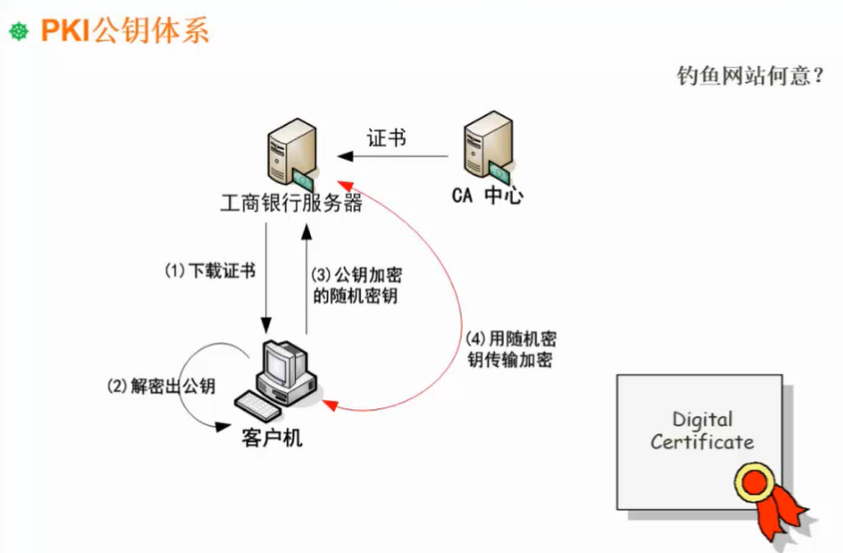 PKI公钥体系
钓鱼网站何意?
证书
工商银行服务器
CA 中心
(1)下载证书
(3)公钥加密
的随机密钥
(4)用随机密
钥传输加密
(2)解密出公钥
客户机
Digital
Certificate